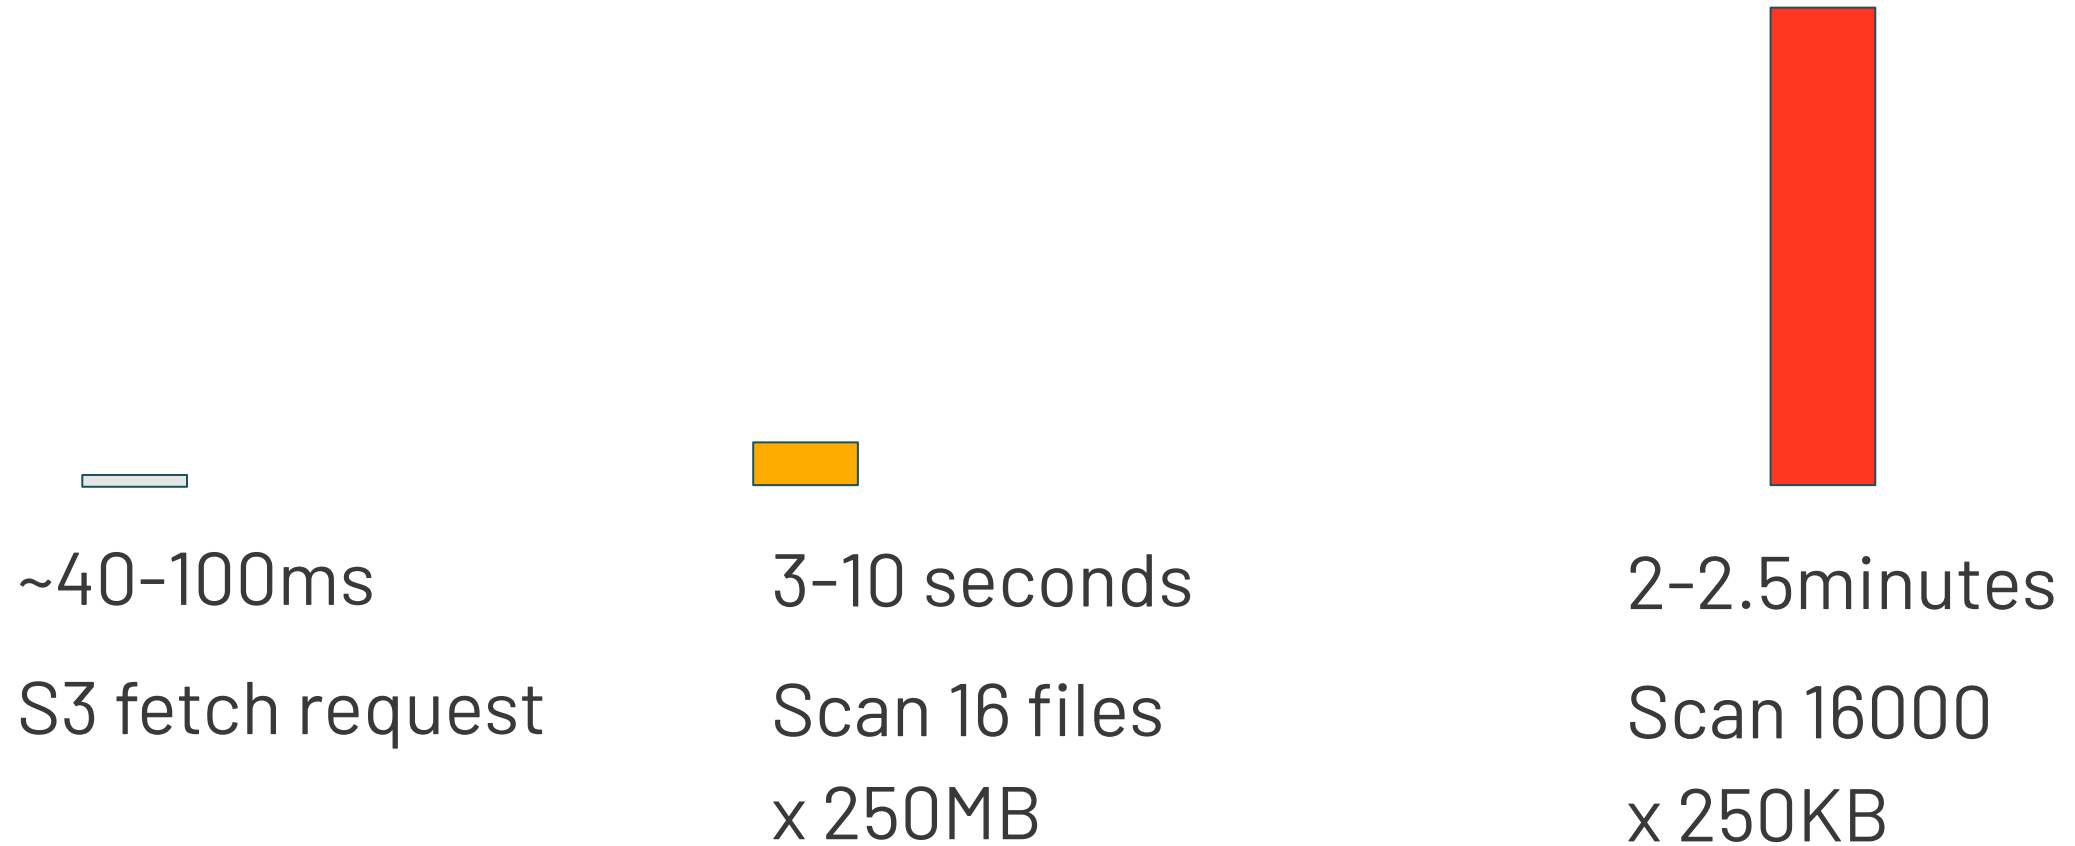 ~40-100ms
S3 fetch request
3-10 seconds
Scan 16 files
x 250MB
2-2.5minutes
Scan 16000
x 250KB